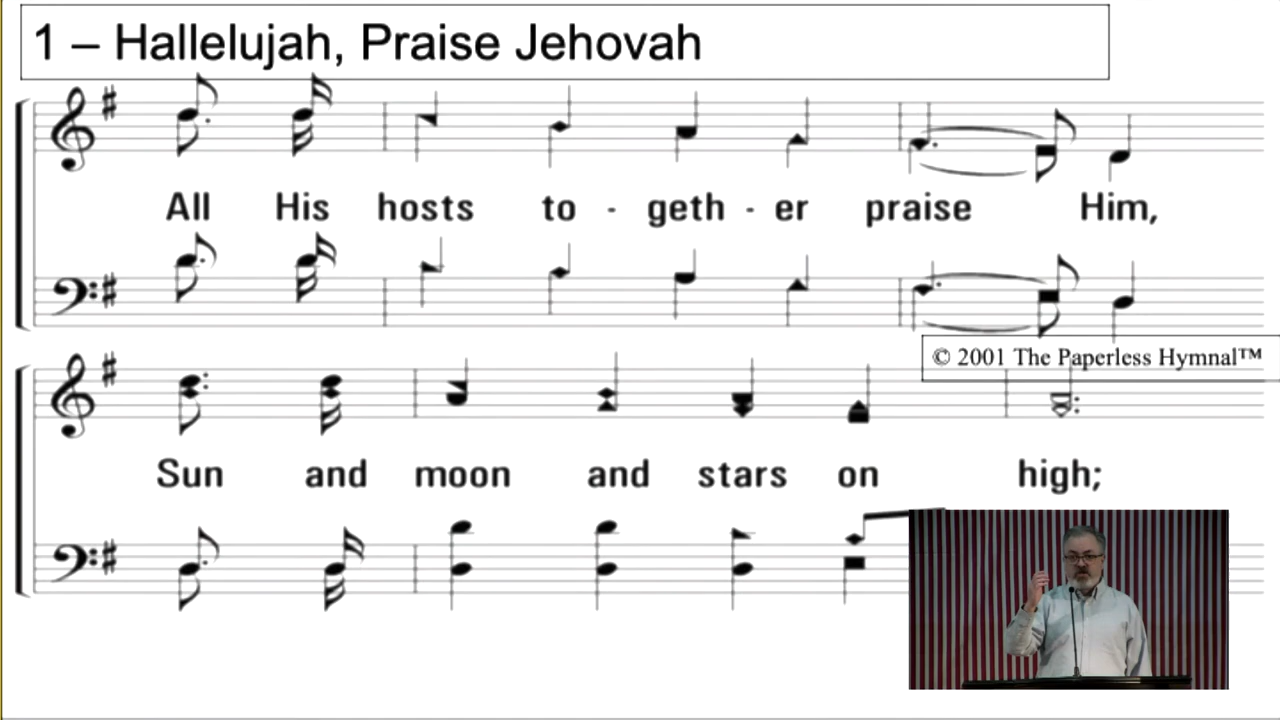 1 – Hallelujah, Praise Jehovah
All His hosts to - geth - er praise Him,
© 2001 The Paperless Hymnal™
Sun and moon and stars on high;